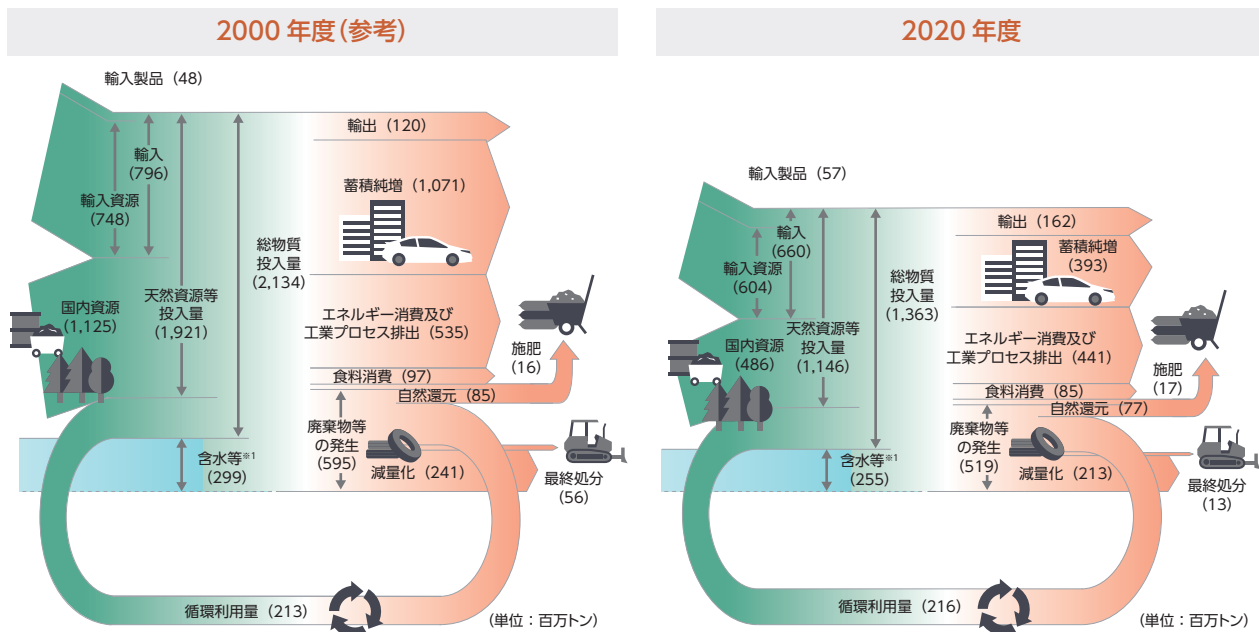 2000 年度(参考)
輸入製品(48)
輸入
(796)
輸入資源
(748)
国内資源
(1,125)
天然資源等
投入量
(1,921)
総物質
投入量
(2,134)
含水等※1
(299)
輸出(120)
蓄積純増(1,071)
エネルギー消費及び
工業プロセス排出(535)
食料消費(97)
自然還元(85)
施肥
(16)
廃棄物等
の発生
(595)
減量化(241)
最終処分
(56)
循環利用量(213)
(単位:百万トン)
2020 年度
輸入製品(57)
輸入
(660)
輸入資源
(604)
国内資源
(486)
天然資源等
投入量
(1,146)
総物質
投入量
(1,363)
含水等※1
(255)
輸出(162)
蓄積純増
(393)
エネルギー消費及び
工業プロセス排出(441)
食料消費(85)
自然還元(77)
施肥
(17)
廃棄物等
の発生
(519)
減量化(213)
最終処分
(13)
循環利用量(216)
(単位:百万トン)